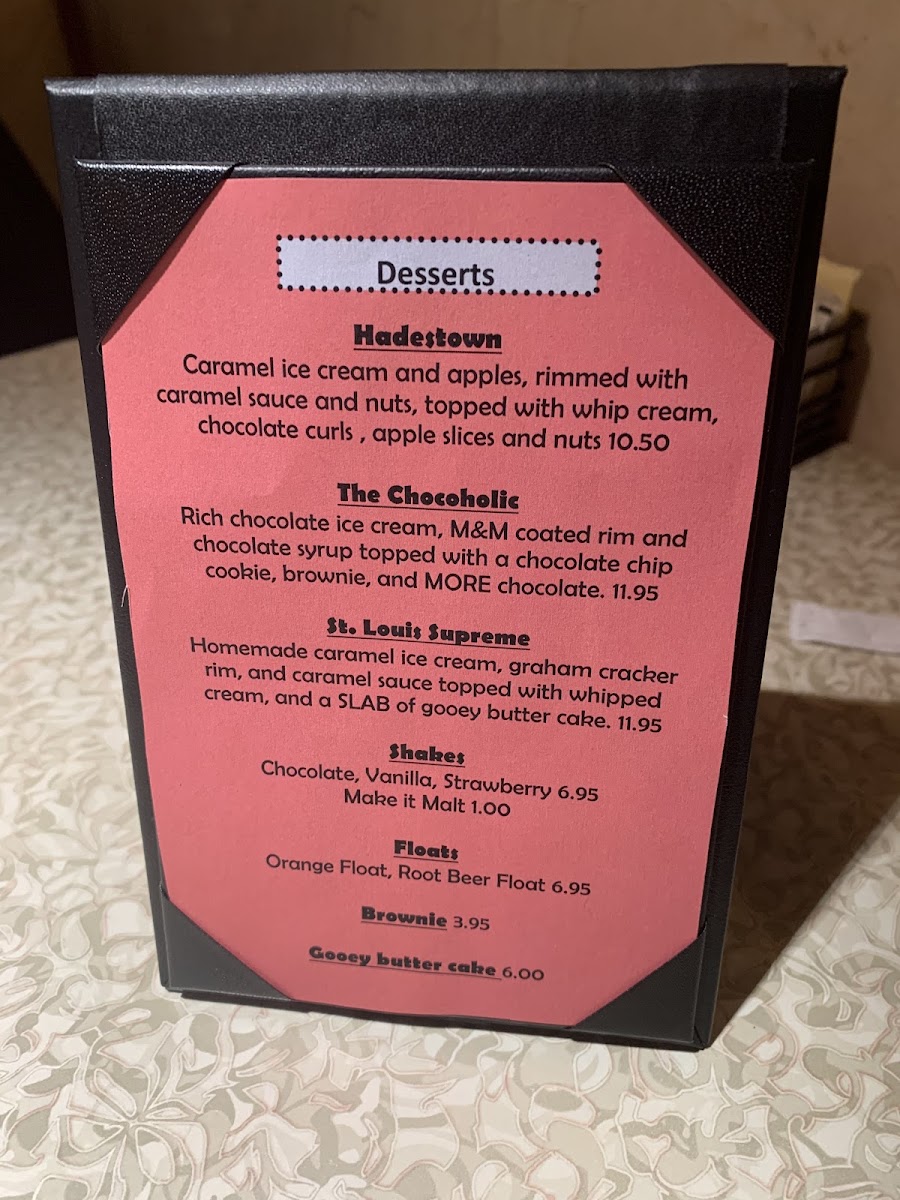 Desserts
Hadestown
Caramel ice cream and apples, rimmed with
caramel sauce and nuts, topped with whip cream,
chocolate curls , apple slices and nuts 10.50
The Chocoholic
Rich chocolate ice cream, M&M coated rim and
chocolate syrup topped with a chocolate chip
cookie, brownie, and MORE chocolate. 11.95
St. Louis Supreme
Homemade caramel ice cream, graham cracker
rim, and caramel sauce topped with whipped
cream, and a SLAB of gooey butter cake. 11.95
Shakes
Chocolate, Vanilla, Strawberry 6.95
Make it Malt 1.00
Floats
Orange Float, Root Beer Float 6.95
Brownie 3.95
Gooey butter cake 6.00